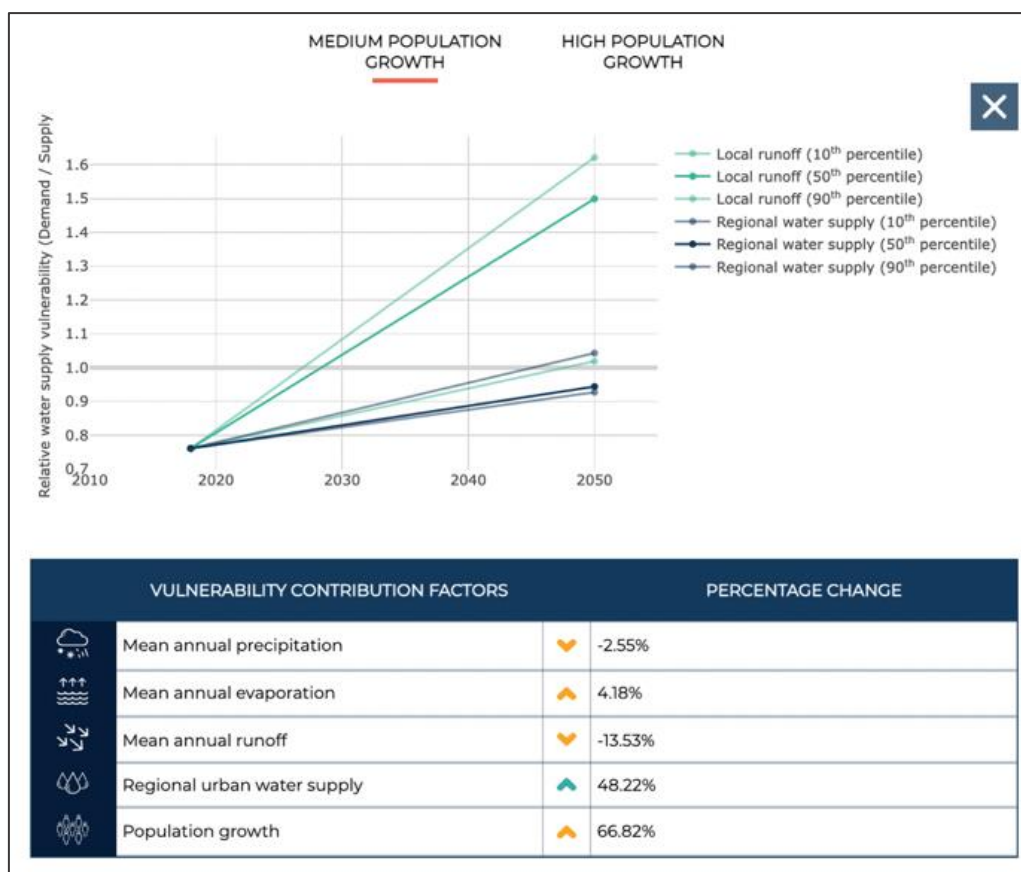 MEDIUM POPULATION
GROWTH
HIGH POPULATION
GROWTH
Relative water supply vulnerability (Demand / Supply
1.6
1.5
1.4
1.3
1.2
1.1
1.0
0.9
0.8
0.7
2010
2020
2030
2040
2050
Local runoff (10th percentile)
Local runoff (50th percentile)
Local runoff (90th percentile)
Regional water supply (10th percentile)
Regional water supply (50th percentile)
Regional water supply (90th percentile)
VULNERABILITY CONTRIBUTION FACTORS PERCENTAGE CHANGE
Mean annual precipitation -2.55%
Mean annual evaporation 4.18%
Mean annual runoff -13.53%
Regional urban water supply 48.22%
Population growth 66.82%